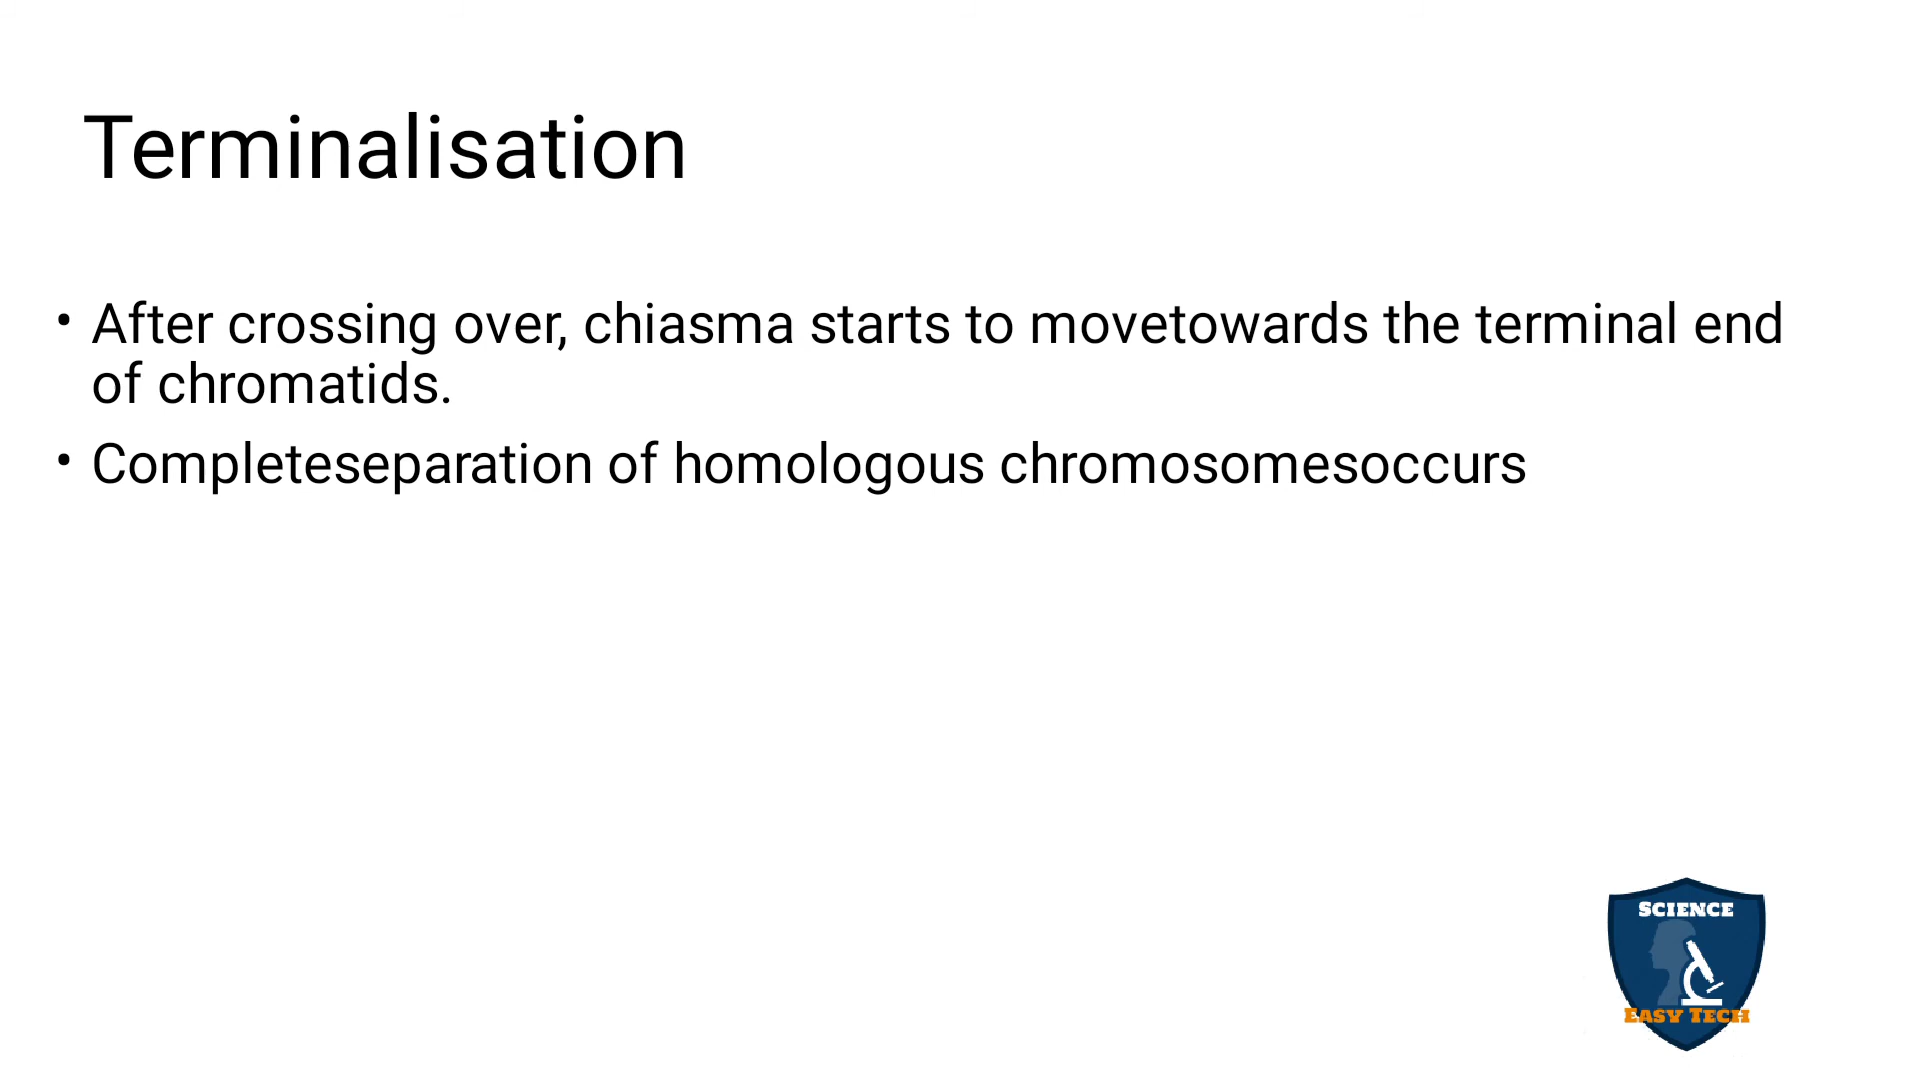 Terminalisation
• After crossing over, chiasma starts to movetowards the terminal end
of chromatids.
• Completeseparation of homologous chromosomesoccurs
SCIENCE
EASY TECH